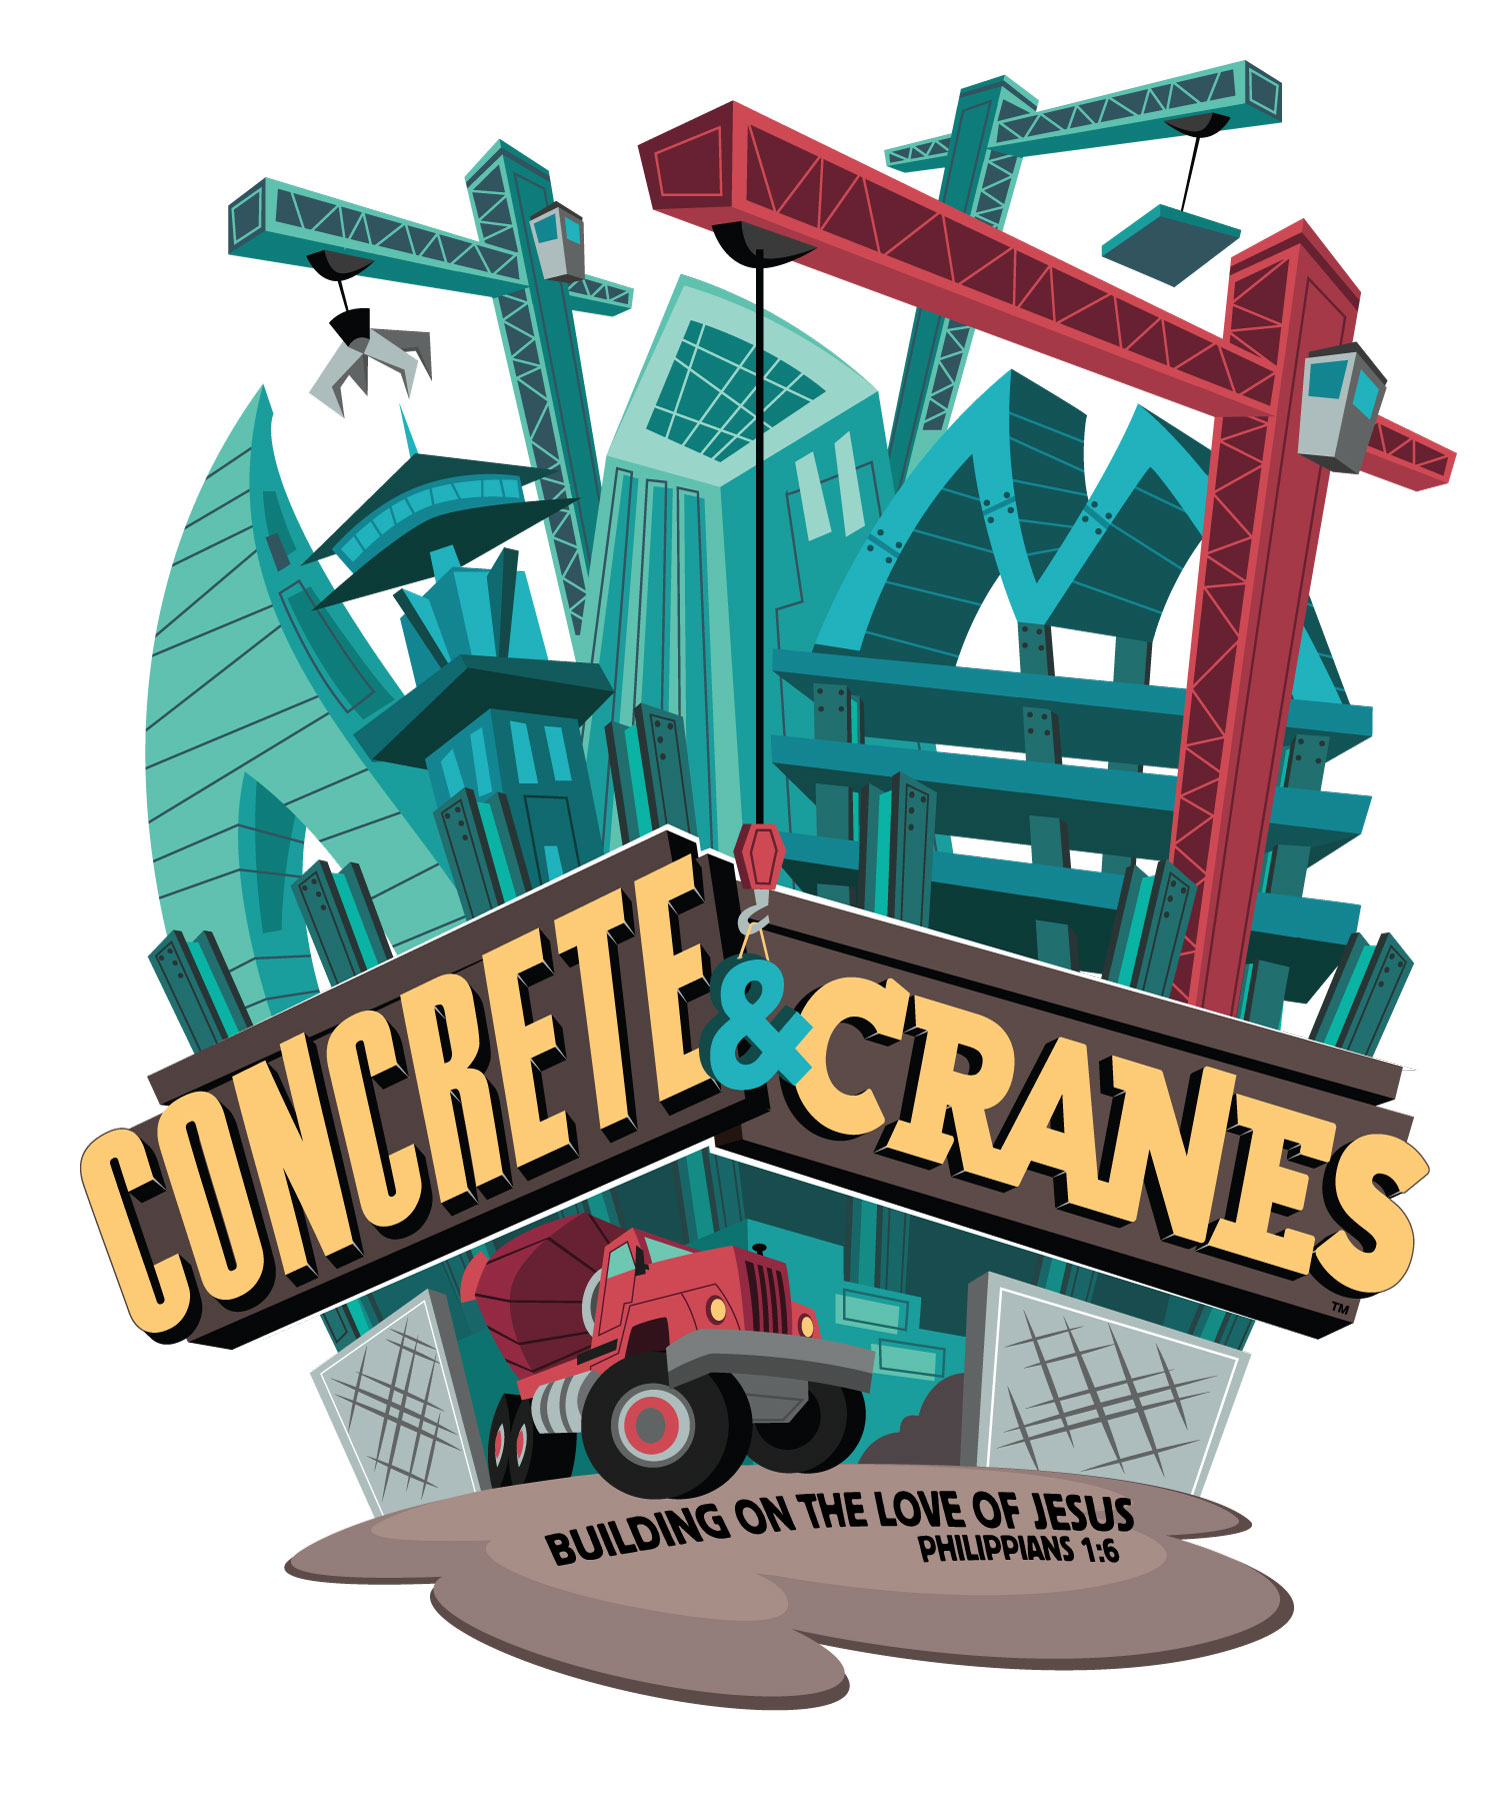 CONCRETE & CRANES
TM
BUILDING ON THE LOVE OF JESUS
PHILIPPIANS 1:6